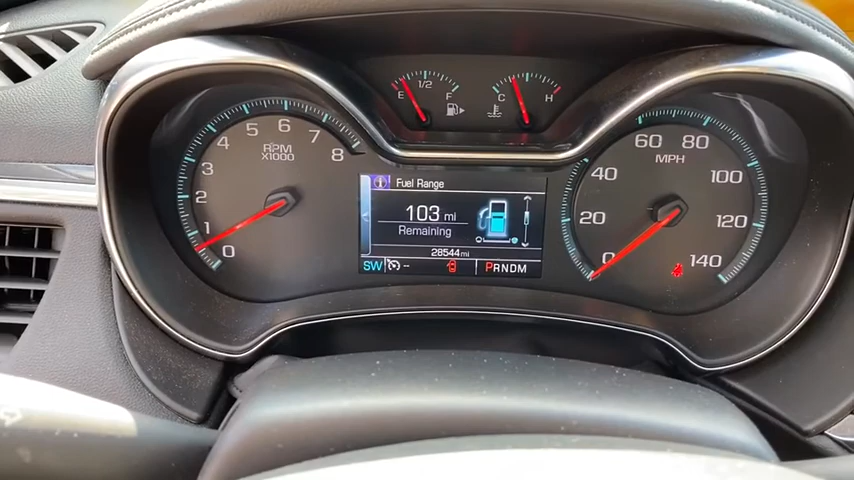 E 1/2 F
C H
5 6 7
4 8
3
2
1
0
RPM
X1000
60 80
MPH
40 100
20 120
0 140
i Fuel Range
103 mi
Remaining
28544 mi
SW -- PRNDM